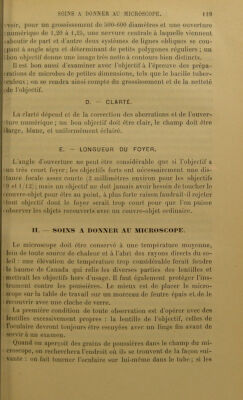 SOINS A DONNER AU MICROSCOPE. 119
voir, pour un grossissement de 500-600 diamètres et une ouverture
numérique de 1,20 à 1,25, une nervure centrale à laquelle viennent
aboutir de part et d'autre deux systèmes de lignes obliques se cou-
pant à angle aigu et déterminant de petits polygones réguliers ; un
bon objectif donne une image très nette à contours bien distincts.
Il est bon aussi d'examiner avec l'objectif à l'épreuve des prépa-
rations de microbes de petites dimensions, tels que le bacille tuber-
culeux ; on se rendra ainsi compte du grossissement et de la netteté
de l'objectif.
D. — CLARTÉ.
La clarté dépend et de la correction des aberrations et de l'ouver-
ture numérique ; un bon objectif doit être clair, le champ doit être
large, blanc, et uniformément éclairé.
E. — LONGUEUR DU FOYER.
L'angle d'ouverture ne peut être considérable que si l'objectif a
un très court foyer ; les objectifs forts ont nécessairement une dis-
tance focale assez courte (2 millimètres environ pour les objectifs
9 et 1/12) ; mais un objectif ne doit jamais avoir besoin de toucher le
couvre-objet pour être au point, à plus forte raison faudrait-il rejeter
tout objectif dont le foyer serait trop court pour que l'on puisse
observer les objets recouverts avec un couvre-objet ordinaire.
II. — SOINS A DONNER AU MICROSCOPE.
Le microscope doit être conservé à une température moyenne,
loin de toute source de chaleur et à l'abri des rayons directs du so-
leil : une élévation de température trop considérable ferait fondre
le baume de Canada qui relie les diverses parties des lentilles et
mettrait les objectifs hors d'usage. Il faut également protéger l'ins-
trument contre les poussières. Le mieux est de placer le micro-
scope sur la table de travail sur un morceau de feutre épais et de le
recouvrir avec une cloche de verre.
La première condition de toute observation est d'opérer avec des
lentilles excessivement propres : la lentille de l'objectif, celles de
l'oculaire devront toujours être essuyées avec un linge fin avant de
servir à un examen.
Quand on aperçoit des grains de poussières dans le champ du mi-
croscope, on recherchera l'endroit où ils se trouvent de la façon sui-
vante : on fait tourner l'oculaire sur lui-même dans le tube ; si les